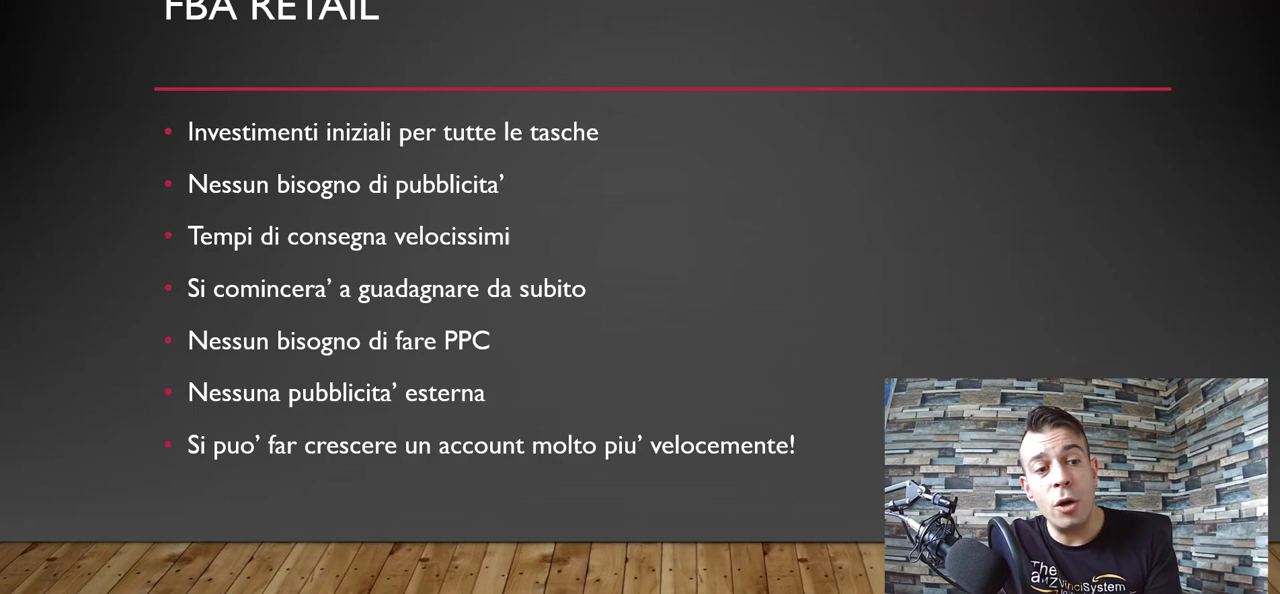 FBA RETAIL
Investimenti iniziali per tutte le tasche
Nessun bisogno di pubblicita’
Tempi di consegna velocissimi
Si comincera’ a guadagnare da subito
Nessun bisogno di fare PPC
Nessuna pubblicita’ esterna
Si puo’ far crescere un account molto piu’ velocemente!
The
aMZVinciSystem